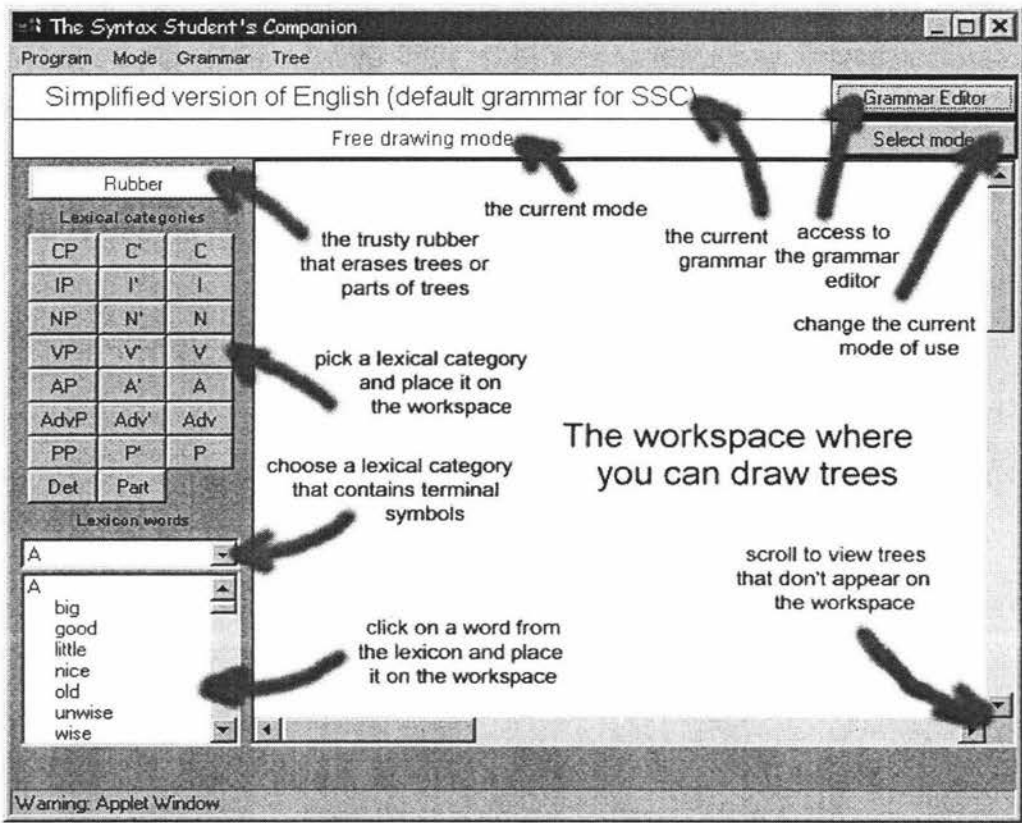 The Syntax Student's Companion
Program Mode Grammar Tree
Simplified version of English (default grammar for SSC)
Grammar Editor
Free drawing mode
Select mode
Rubber
Lexical categories
CP C' C
IP I' I
NP N' N
VP V' V
AP A' A
AdvP Adv' Adv
PP P' P
Det Part
Lexicon words
A
A
big
good
little
nice
old
unwise
wise
the trusty rubber
that erases trees or
parts of trees
the current mode
the current
grammar
access to
the grammar
editor
change the current
mode of use
pick a lexical category
and place it on
the workspace
The workspace where
you can draw trees
choose a lexical category
that contains terminal
symbols
scroll to view trees
that don't appear on
the workspace
click on a word from
the lexicon and place
it on the workspace
Warning: Applet Window